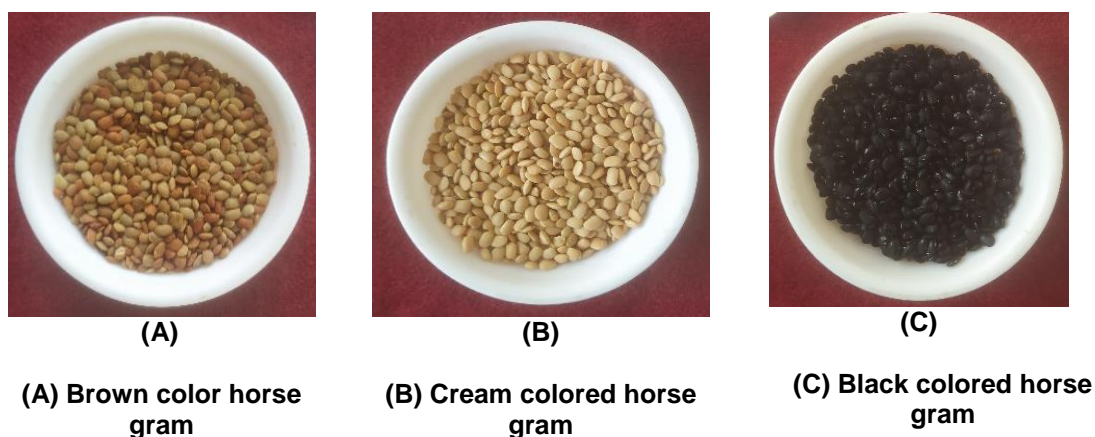 (A)
(B)
(C)
(A) Brown color horse
gram
(B) Cream colored horse
gram
(C) Black colored horse
gram